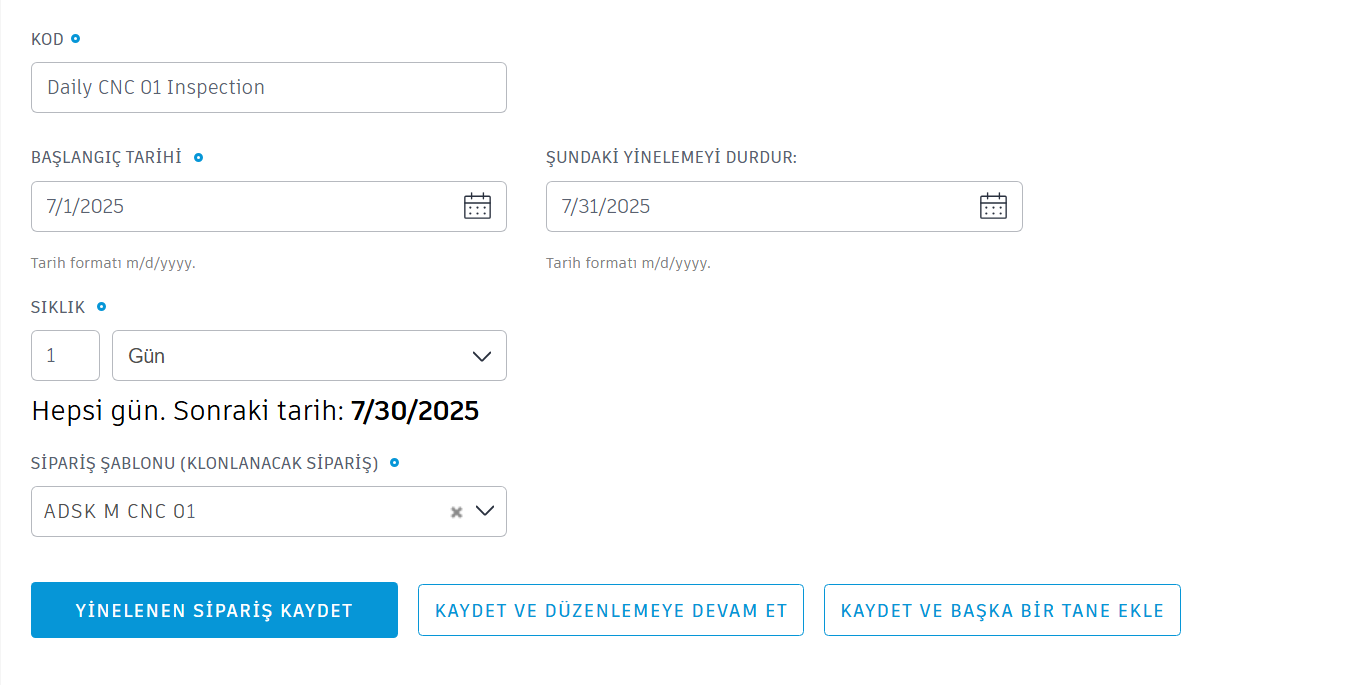 KOD
Daily CNC 01 Inspection
BAŞLANGIÇ TARİHİ
ŞUNDAKİ YİNELEMEYİ DURDUR:
7/1/2025
7/31/2025
Tarih formatı m/d/yyyy.
Tarih formatı m/d/yyyy.
SIKLIK
1
Gün
Hepsi gün. Sonraki tarih: 7/30/2025
SİPARİŞ ŞABLONU (KLONLANACAK SİPARİŞ)
ADSK M CNC 01
YİNELENEN SİPARİŞ KAYDET
KAYDET VE DÜZENLEMEYE DEVAM ET
KAYDET VE BAŞKA BİR TANE EKLE